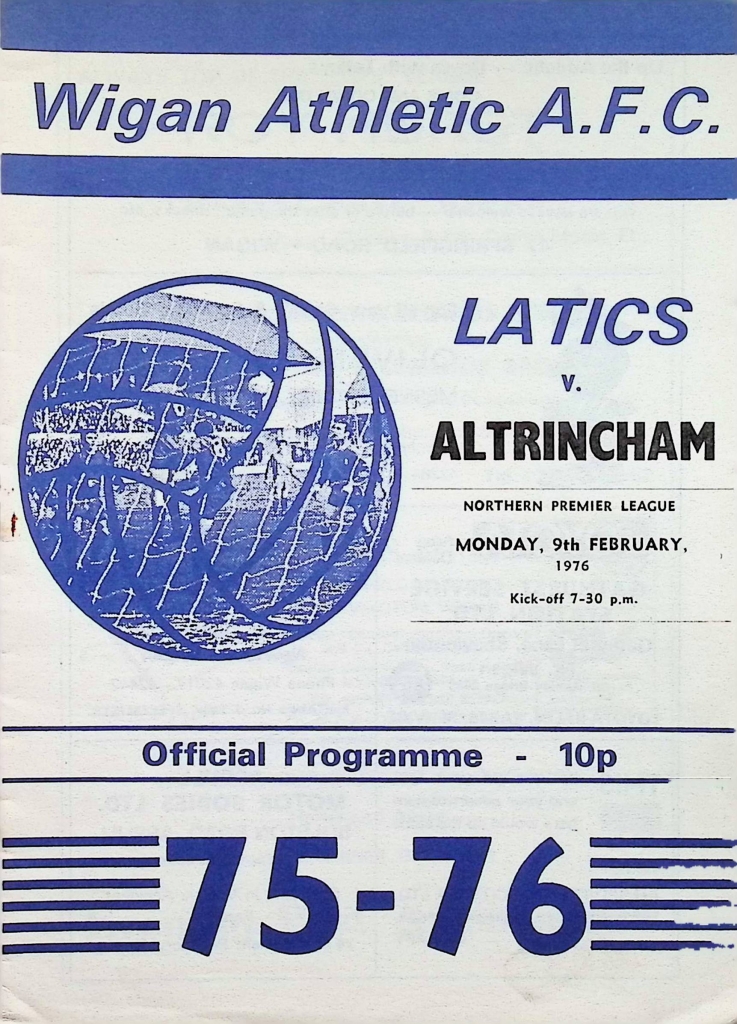 Wigan Athletic A.F.C.
LATICS
v.
ALTRINCHAM
NORTHERN PREMIER LEAGUE
MONDAY, 9th FEBRUARY,
1976
Kick-off 7-30 p.m.
Official Programme - 10p
75-76